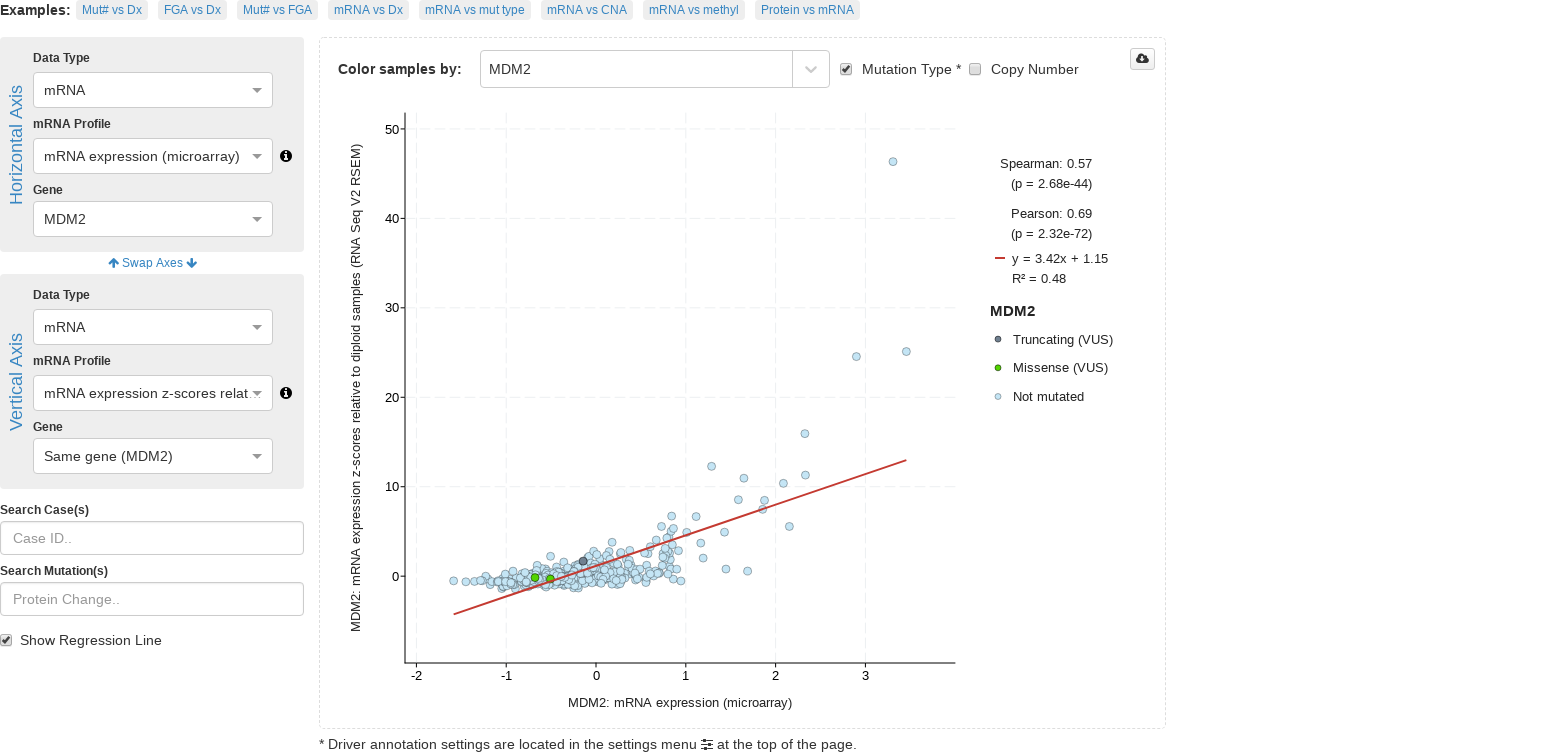 Examples: Mut# vs Dx FGA vs Dx Mut# vs FGA mRNA vs Dx mRNA vs mut type mRNA vs CNA mRNA vs methyl Protein vs mRNA
Horizontal Axis
Data Type
mRNA
mRNA Profile
mRNA expression (microarray)
Gene
MDM2
Swap Axes
Vertical Axis
Data Type
mRNA
mRNA Profile
mRNA expression z-scores relat...
Gene
Same gene (MDM2)
Search Case(s)
Case ID..
Search Mutation(s)
Protein Change..
Show Regression Line
Color samples by: MDM2 Mutation Type * Copy Number
MDM2: mRNA expression z-scores relative to diploid samples (RNA Seq V2 RSEM)
50
40
30
20
10
0
-2 -1 0 1 2 3
MDM2: mRNA expression (microarray)
Spearman: 0.57
(p = 2.68e-44)
Pearson: 0.69
(p = 2.32e-72)
y = 3.42x + 1.15
R² = 0.48
MDM2
Truncating (VUS)
Missense (VUS)
Not mutated
* Driver annotation settings are located in the settings menu at the top of the page.